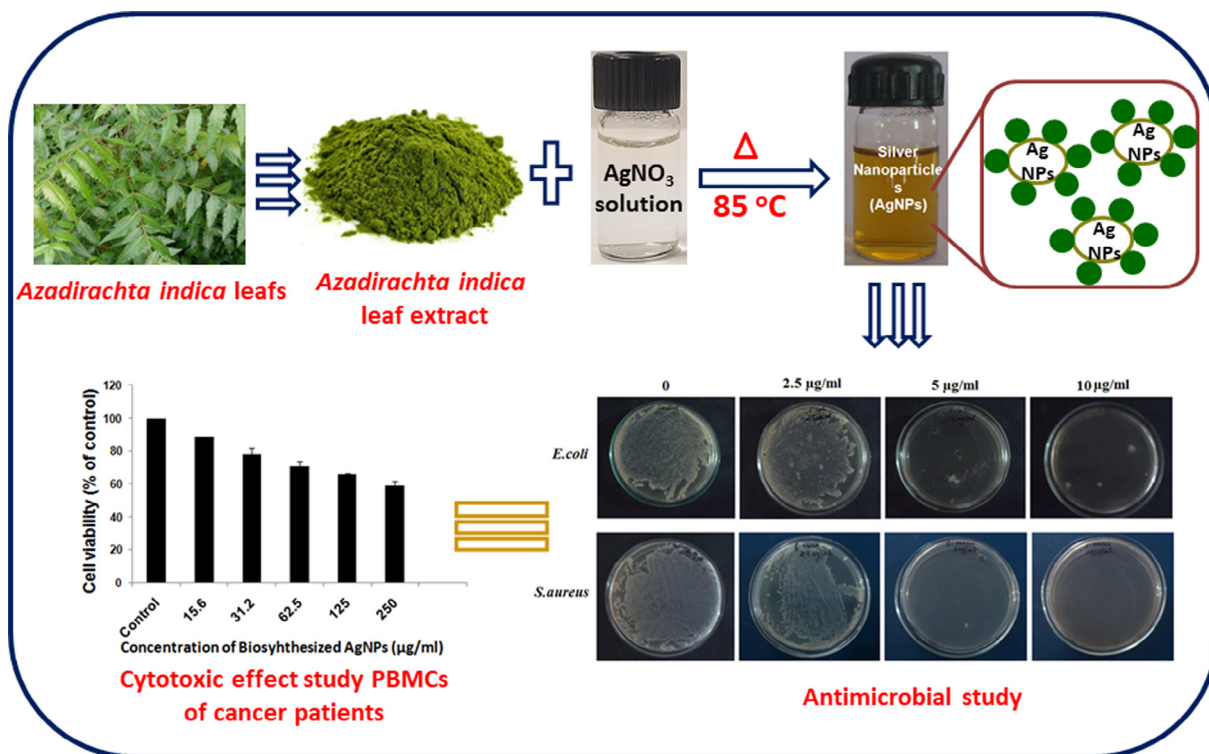 AgNO₃
solution
Δ
85 °C
Silver
Nanoparticle
s
(AgNPs)
Ag
NPs
Ag
NPs
Ag
NPs
Azadirachta indica leafs
Azadirachta indica
leaf extract
120
100
80
60
40
20
0
Cell viability (% of control)
Control
15.6
31.2
62.5
125
250
Concentration of Biosyhthesized AgNPs (µg/ml)
Cytotoxic effect study PBMCs
of cancer patients
0
2.5 µg/ml
5 µg/ml
10 µg/ml
E.coli
S.aureus
Antimicrobial study